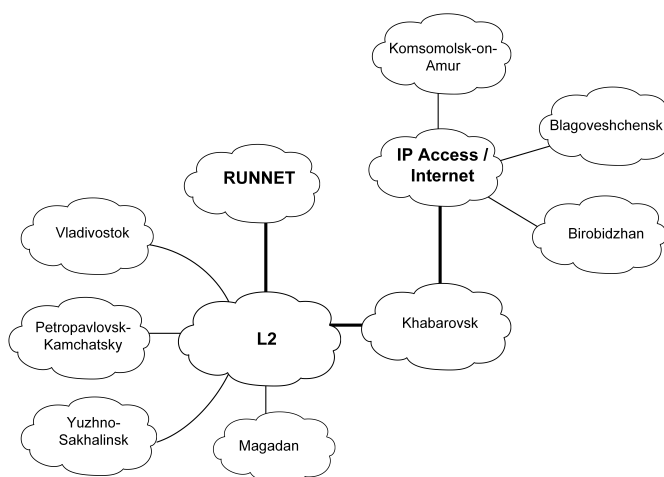 Komsomolsk-on-
Amur
Blagoveshchensk
IP Access /
Internet
RUNNET
Vladivostok
Birobidzhan
Petropavlovsk-
Kamchatsky
L2
Khabarovsk
Yuzhno-
Sakhalinsk
Magadan